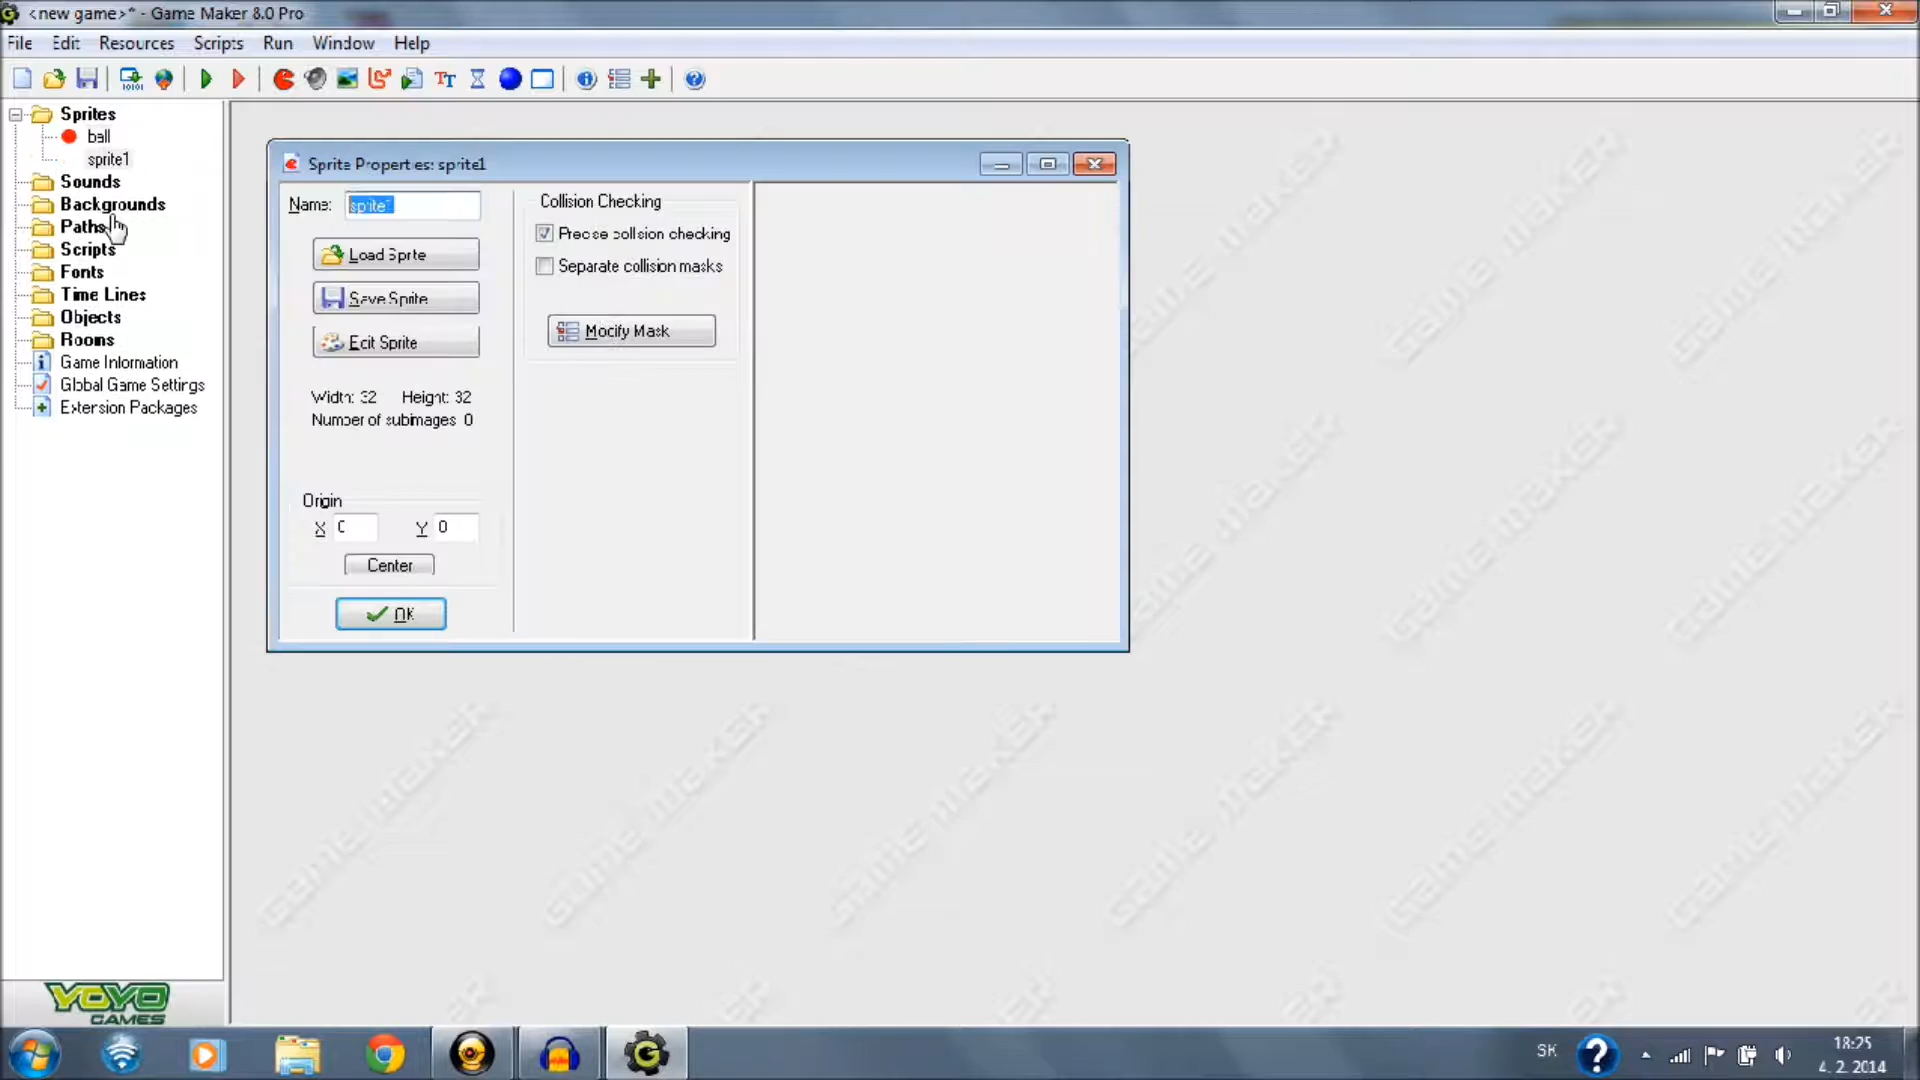 <new game>* - Game Maker 8.0 Pro
File Edit Resources Scripts Run Window Help
Sprites
ball
sprite1
Sounds
Backgrounds
Paths
Scripts
Fonts
Time Lines
Objects
Rooms
Game Information
Global Game Settings
Extension Packages
Sprite Properties: sprite1
Name: sprite1
Load Sprite
Save Sprite
Edit Sprite
Width: 32 Height: 32
Number of subimages: 0
Origin
X 0 Y 0
Center
OK
Collision Checking
Precise collision checking
Separate collision masks
Modify Mask
GAME MAKER
YOYO
GAMES
SK
18:25
4. 2. 2014